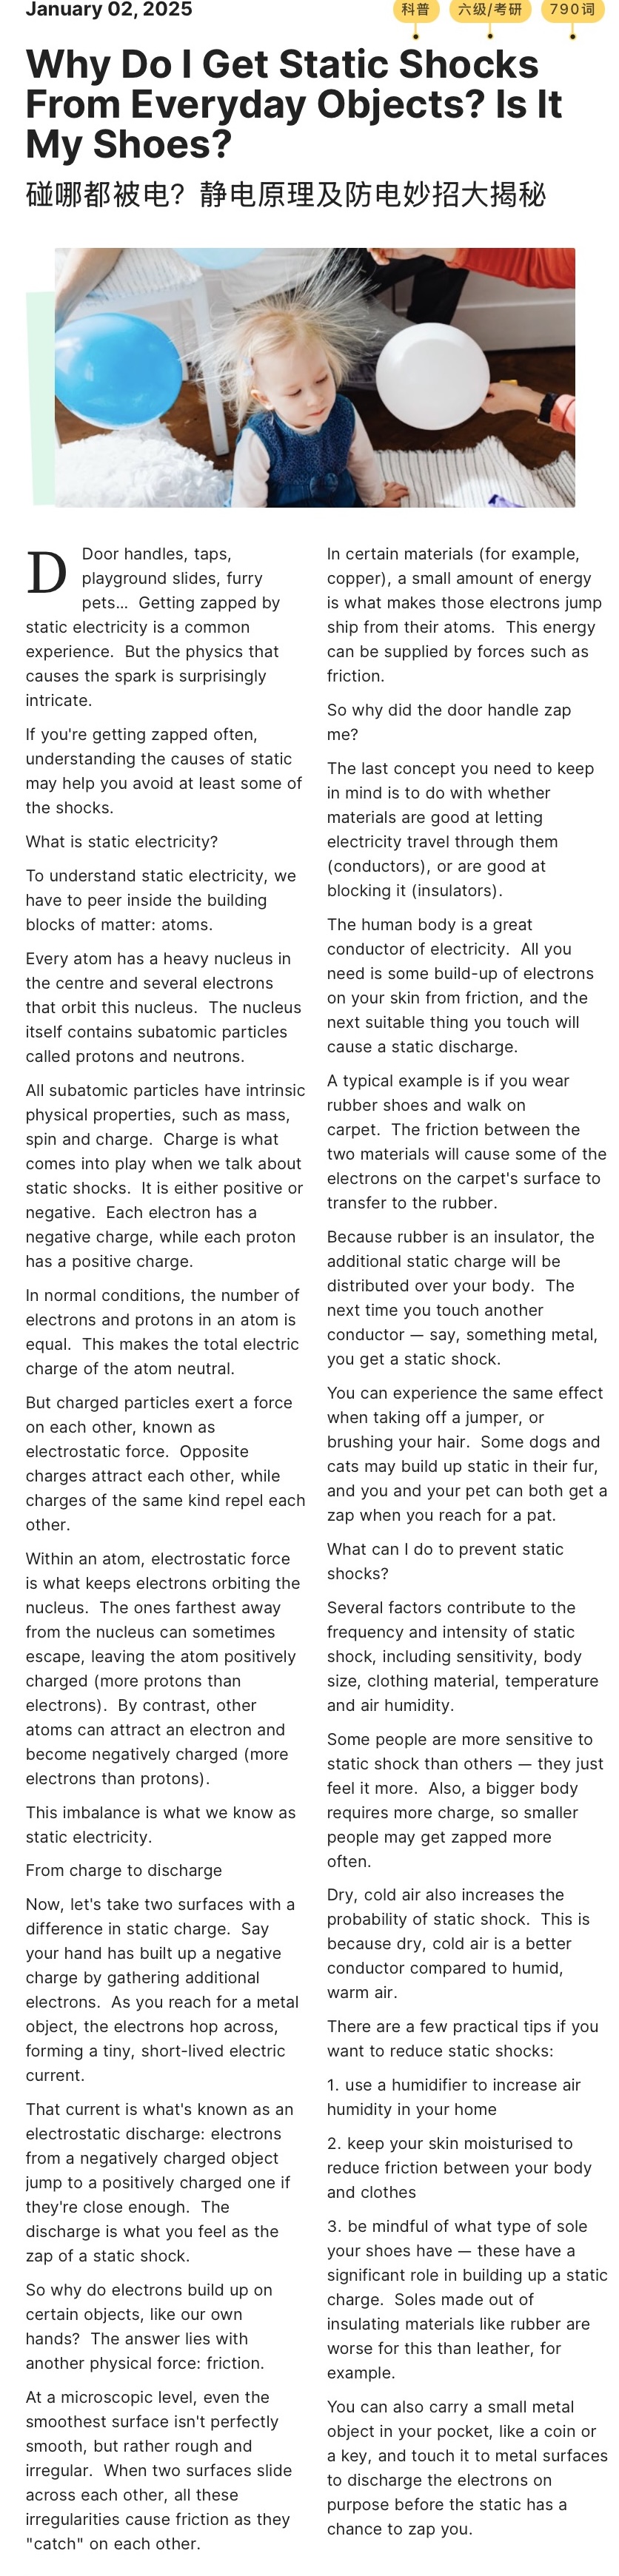 January 02, 2025
科普
六级/考研
790词
Why Do I Get Static Shocks
From Everyday Objects? Is It
My Shoes?
碰哪都被电？静电原理及防电妙招大揭秘
D Door handles, taps,
playground slides, furry
pets... Getting zapped by
static electricity is a common
experience. But the physics that
causes the spark is surprisingly
intricate.
If you're getting zapped often,
understanding the causes of static
may help you avoid at least some of
the shocks.
What is static electricity?
To understand static electricity, we
have to peer inside the building
blocks of matter: atoms.
Every atom has a heavy nucleus in
the centre and several electrons
that orbit this nucleus. The nucleus
itself contains subatomic particles
called protons and neutrons.
All subatomic particles have intrinsic
physical properties, such as mass,
spin and charge. Charge is what
comes into play when we talk about
static shocks. It is either positive or
negative. Each electron has a
negative charge, while each proton
has a positive charge.
In normal conditions, the number of
electrons and protons in an atom is
equal. This makes the total electric
charge of the atom neutral.
But charged particles exert a force
on each other, known as
electrostatic force. Opposite
charges attract each other, while
charges of the same kind repel each
other.
Within an atom, electrostatic force
is what keeps electrons orbiting the
nucleus. The ones farthest away
from the nucleus can sometimes
escape, leaving the atom positively
charged (more protons than
electrons). By contrast, other
atoms can attract an electron and
become negatively charged (more
electrons than protons).
This imbalance is what we know as
static electricity.
From charge to discharge
Now, let's take two surfaces with a
difference in static charge. Say
your hand has built up a negative
charge by gathering additional
electrons. As you reach for a metal
object, the electrons hop across,
forming a tiny, short-lived electric
current.
That current is what's known as an
electrostatic discharge: electrons
from a negatively charged object
jump to a positively charged one if
they're close enough. The
discharge is what you feel as the
zap of a static shock.
So why do electrons build up on
certain objects, like our own
hands? The answer lies with
another physical force: friction.
At a microscopic level, even the
smoothest surface isn't perfectly
smooth, but rather rough and
irregular. When two surfaces slide
across each other, all these
irregularities cause friction as they
"catch" on each other.
In certain materials (for example,
copper), a small amount of energy
is what makes those electrons jump
ship from their atoms. This energy
can be supplied by forces such as
friction.
So why did the door handle zap
me?
The last concept you need to keep
in mind is to do with whether
materials are good at letting
electricity travel through them
(conductors), or are good at
blocking it (insulators).
The human body is a great
conductor of electricity. All you
need is some build-up of electrons
on your skin from friction, and the
next suitable thing you touch will
cause a static discharge.
A typical example is if you wear
rubber shoes and walk on
carpet. The friction between the
two materials will cause some of the
electrons on the carpet's surface to
transfer to the rubber.
Because rubber is an insulator, the
additional static charge will be
distributed over your body. The
next time you touch another
conductor — say, something metal,
you get a static shock.
You can experience the same effect
when taking off a jumper, or
brushing your hair. Some dogs and
cats may build up static in their fur,
and you and your pet can both get a
zap when you reach for a pat.
What can I do to prevent static
shocks?
Several factors contribute to the
frequency and intensity of static
shock, including sensitivity, body
size, clothing material, temperature
and air humidity.
Some people are more sensitive to
static shock than others — they just
feel it more. Also, a bigger body
requires more charge, so smaller
people may get zapped more
often.
Dry, cold air also increases the
probability of static shock. This is
because dry, cold air is a better
conductor compared to humid,
warm air.
There are a few practical tips if you
want to reduce static shocks:
1. use a humidifier to increase air
humidity in your home
2. keep your skin moisturised to
reduce friction between your body
and clothes
3. be mindful of what type of sole
your shoes have — these have a
significant role in building up a static
charge. Soles made out of
insulating materials like rubber are
worse for this than leather, for
example.
You can also carry a small metal
object in your pocket, like a coin or
a key, and touch it to metal surfaces
to discharge the electrons on
purpose before the static has a
chance to zap you.